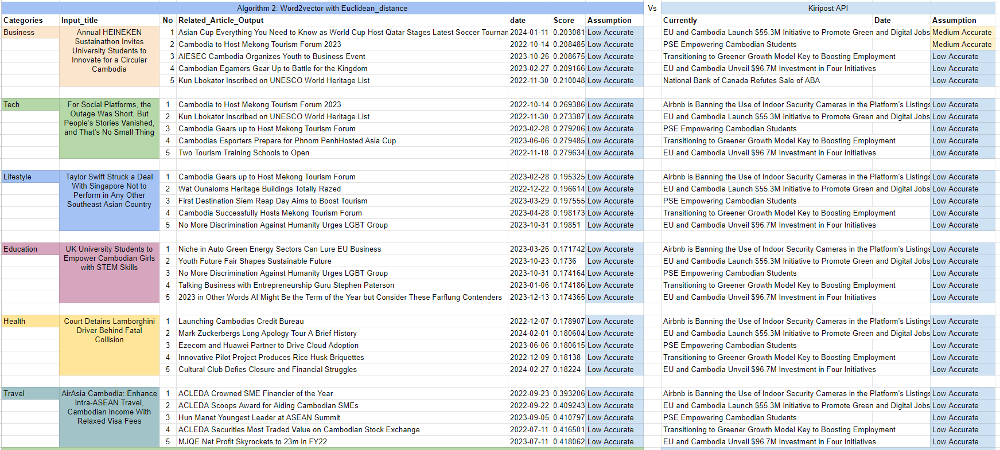 Algorithm 2: Word2vector with Euclidean_distance Vs Kiripost API
Categories Input_title No Related_Article_Output date Score Assumption Currently Date Assumption
Business Annual HEINEKEN Sustainathon Invites University Students to Innovate for a Circular Cambodia
1 Asian Cup Everything You Need to Know as World Cup Host Qatar Stages Latest Soccer Tournar 2024-01-11 0.203081 Low Accurate EU and Cambodia Launch $55.3M Initiative to Promote Green and Digital Jobs Medium Accurate
2 Cambodia to Host Mekong Tourism Forum 2023 2022-10-14 0.208485 Low Accurate PSE Empowering Cambodian Students Medium Accurate
3 AIESEC Cambodia Organizes Youth to Business Event 2023-10-26 0.208675 Low Accurate Transitioning to Greener Growth Model Key to Boosting Employment Low Accurate
4 Cambodian Egamers Gear Up to Battle for the Kingdom 2023-02-27 0.209166 Low Accurate EU and Cambodia Unveil $96.7M Investment in Four Initiatives Low Accurate
5 Kun Lbokator Inscribed on UNESCO World Heritage List 2022-11-30 0.210048 Low Accurate National Bank of Canada Refutes Sale of ABA Low Accurate
Tech For Social Platforms, the Outage Was Short. But People's Stories Vanished, and That's No Small Thing
1 Cambodia to Host Mekong Tourism Forum 2023 2022-10-14 0.269386 Low Accurate Airbnb is Banning the Use of Indoor Security Cameras in the Platform's Listings Low Accurate
2 Kun Lbokator Inscribed on UNESCO World Heritage List 2022-11-30 0.273387 Low Accurate EU and Cambodia Launch $55.3M Initiative to Promote Green and Digital Jobs Low Accurate
3 Cambodia Gears up to Host Mekong Tourism Forum 2023-02-28 0.279206 Low Accurate PSE Empowering Cambodian Students Low Accurate
4 Cambodias Esporters Prepare for Phnom PenhHosted Asia Cup 2023-06-06 0.279485 Low Accurate Transitioning to Greener Growth Model Key to Boosting Employment Low Accurate
5 Two Tourism Training Schools to Open 2022-11-18 0.279634 Low Accurate EU and Cambodia Unveil $96.7M Investment in Four Initiatives Low Accurate
Lifestyle Taylor Swift Struck a Deal With Singapore Not to Perform in Any Other Southeast Asian Country
1 Cambodia Gears up to Host Mekong Tourism Forum 2023-02-28 0.195325 Low Accurate Airbnb is Banning the Use of Indoor Security Cameras in the Platform's Listings Low Accurate
2 Wat Ounaloms Heritage Buildings Totally Razed 2022-12-22 0.196614 Low Accurate EU and Cambodia Launch $55.3M Initiative to Promote Green and Digital Jobs Low Accurate
3 First Destination Siem Reap Day Aims to Boost Tourism 2023-03-29 0.197555 Low Accurate PSE Empowering Cambodian Students Low Accurate
4 Cambodia Successfully Hosts Mekong Tourism Forum 2023-04-28 0.198173 Low Accurate Transitioning to Greener Growth Model Key to Boosting Employment Low Accurate
5 No More Discrimination Against Humanity Urges LGBT Group 2023-10-31 0.19851 Low Accurate EU and Cambodia Unveil $96.7M Investment in Four Initiatives Low Accurate
Education UK University Students to Empower Cambodian Girls with STEM Skills
1 Niche in Auto Green Energy Sectors Can Lure EU Business 2023-03-26 0.171742 Low Accurate Airbnb is Banning the Use of Indoor Security Cameras in the Platform's Listings Low Accurate
2 Youth Future Fair Shapes Sustainable Future 2023-10-23 0.1736 Low Accurate EU and Cambodia Launch $55.3M Initiative to Promote Green and Digital Jobs Low Accurate
3 No More Discrimination Against Humanity Urges LGBT Group 2023-10-31 0.174164 Low Accurate PSE Empowering Cambodian Students Low Accurate
4 Talking Business with Entrepreneurship Guru Stephen Paterson 2023-01-06 0.174186 Low Accurate Transitioning to Greener Growth Model Key to Boosting Employment Low Accurate
5 2023 in Other Words AI Might Be the Term of the Year but Consider These Farflung Contenders 2023-12-13 0.174365 Low Accurate EU and Cambodia Unveil $96.7M Investment in Four Initiatives Low Accurate
Health Court Detains Lamborghini Driver Behind Fatal Collision
1 Launching Cambodias Credit Bureau 2022-12-07 0.178907 Low Accurate Airbnb is Banning the Use of Indoor Security Cameras in the Platform's Listings Low Accurate
2 Mark Zuckerbergs Long Apology Tour A Brief History 2024-02-01 0.180604 Low Accurate EU and Cambodia Launch $55.3M Initiative to Promote Green and Digital Jobs Low Accurate
3 Ezecom and Huawei Partner to Drive Cloud Adoption 2023-06-06 0.180615 Low Accurate PSE Empowering Cambodian Students Low Accurate
4 Innovative Pilot Project Produces Rice Husk Briquettes 2022-12-09 0.18138 Low Accurate Transitioning to Greener Growth Model Key to Boosting Employment Low Accurate
5 Cultural Club Defies Closure and Financial Struggles 2024-02-27 0.18224 Low Accurate EU and Cambodia Unveil $96.7M Investment in Four Initiatives Low Accurate
Travel AirAsia Cambodia: Enhance Intra-ASEAN Travel, Cambodian Income With Relaxed Visa Fees
1 ACLEDA Crowned SME Financier of the Year 2022-09-23 0.393206 Low Accurate Airbnb is Banning the Use of Indoor Security Cameras in the Platform's Listings Low Accurate
2 ACLEDA Scoops Award for Aiding Cambodian SMEs 2022-09-22 0.409243 Low Accurate EU and Cambodia Launch $55.3M Initiative to Promote Green and Digital Jobs Low Accurate
3 Hun Manet Youngest Leader at ASEAN Summit 2023-09-05 0.410797 Low Accurate PSE Empowering Cambodian Students Low Accurate
4 ACLEDA Securities Most Traded Value on Cambodian Stock Exchange 2022-07-11 0.416501 Low Accurate Transitioning to Greener Growth Model Key to Boosting Employment Low Accurate
5 MJQE Net Profit Skyrockets to 23m in FY22 2023-07-11 0.418062 Low Accurate EU and Cambodia Unveil $96.7M Investment in Four Initiatives Low Accurate